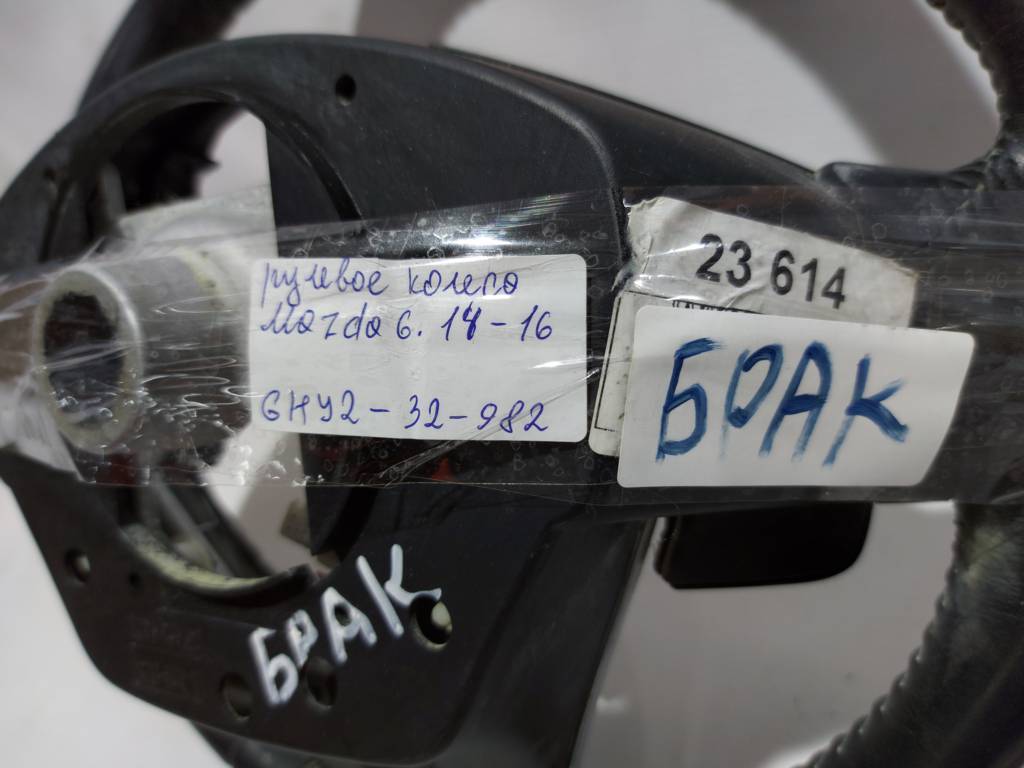 рулевое колесо
Mazda 6. 14-16
GHY2-32-982
23 614
БРАК
БРАК